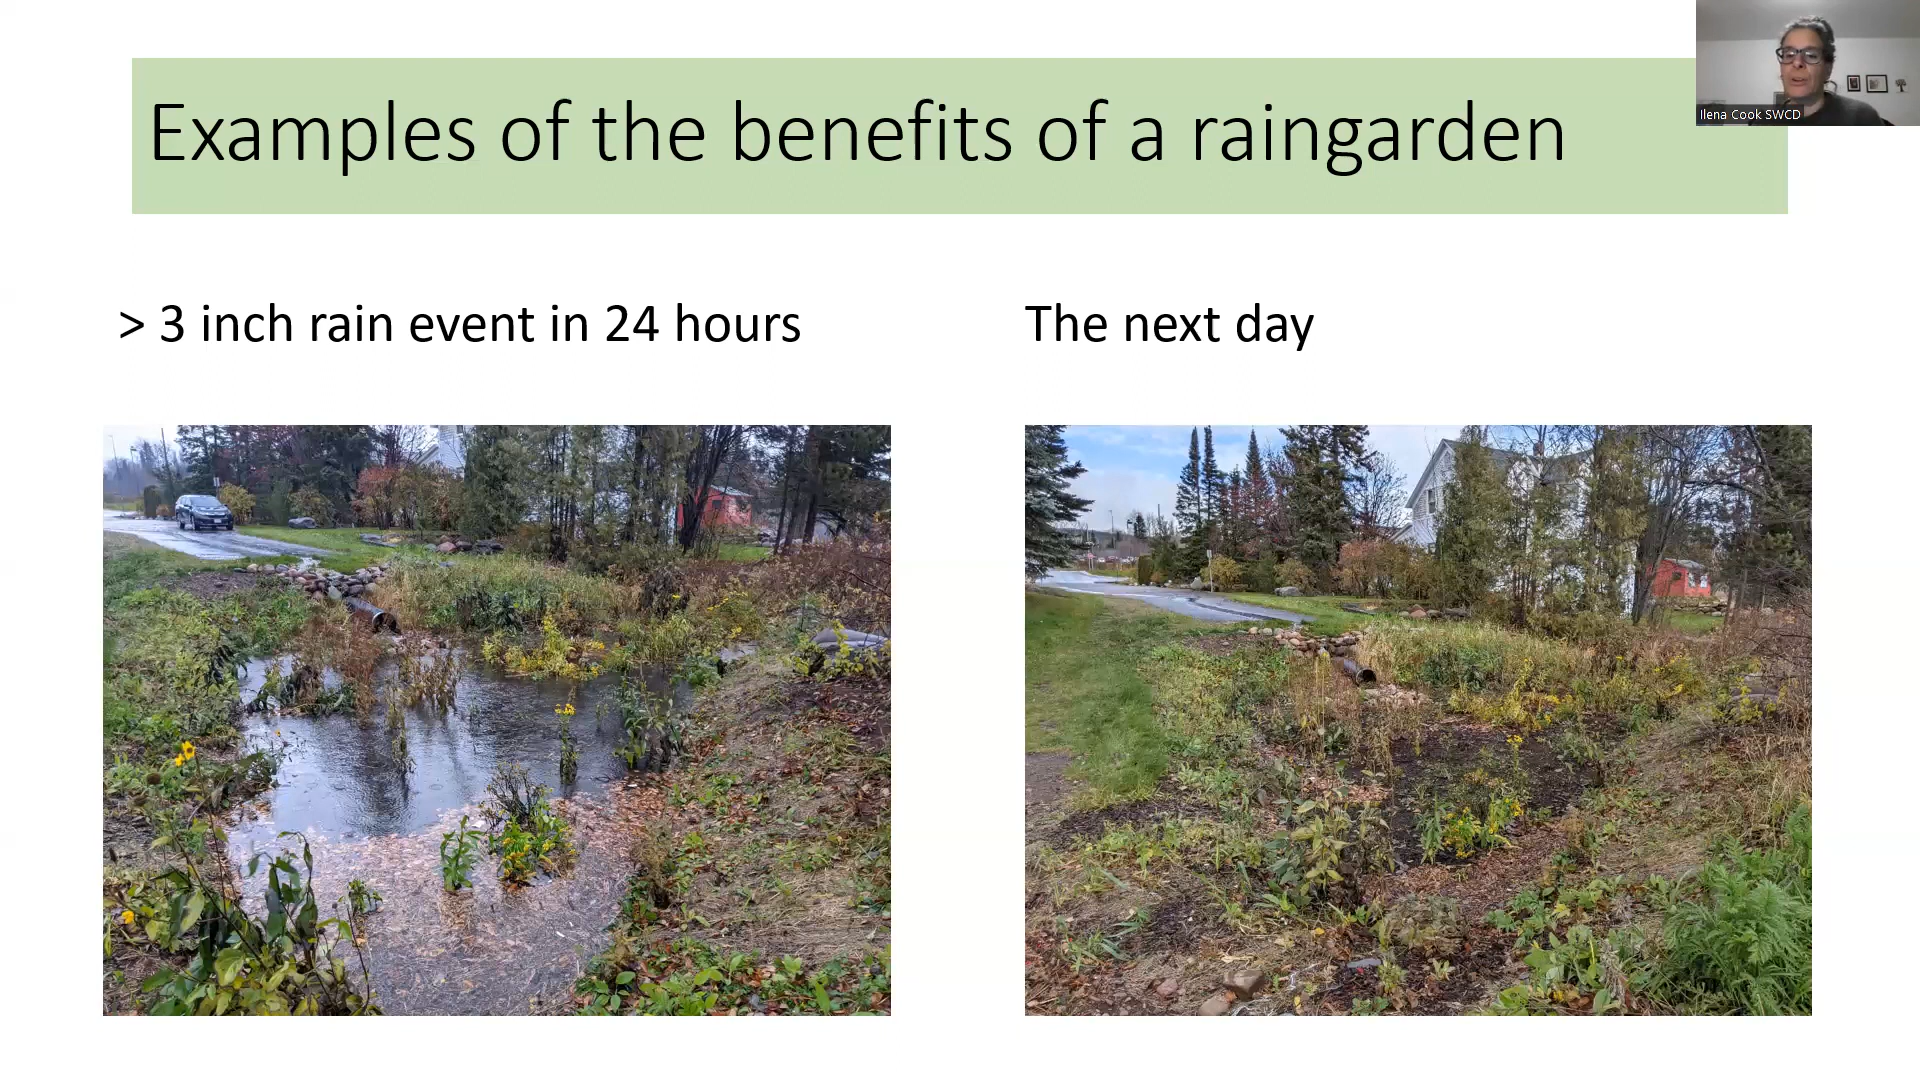 Examples of the benefits of a raingarden
Ilena Cook SWCD
> 3 inch rain event in 24 hours
The next day